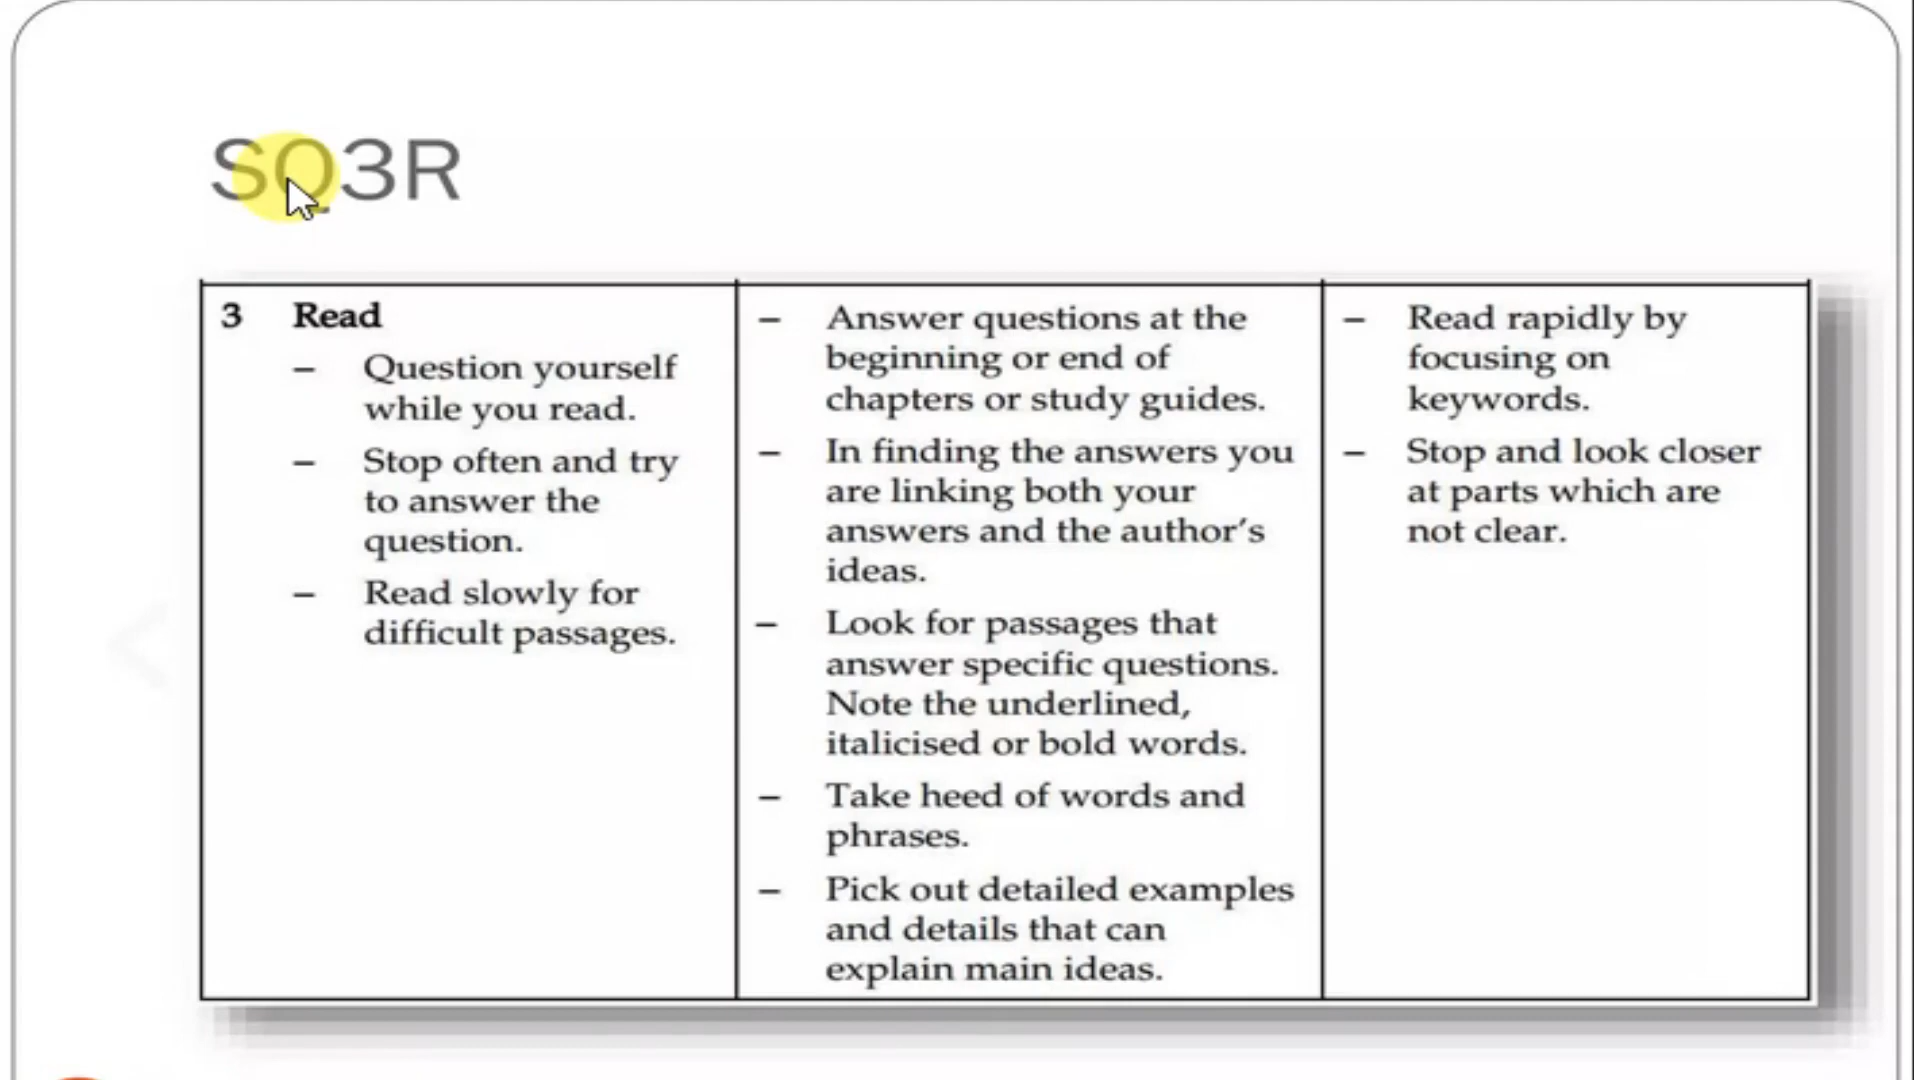 SQ3R
3 Read
– Question yourself
while you read.
– Stop often and try
to answer the
question.
– Read slowly for
difficult passages.
– Answer questions at the
beginning or end of
chapters or study guides.
– In finding the answers you
are linking both your
answers and the author's
ideas.
– Look for passages that
answer specific questions.
Note the underlined,
italicised or bold words.
– Take heed of words and
phrases.
– Pick out detailed examples
and details that can
explain main ideas.
– Read rapidly by
focusing on
keywords.
– Stop and look closer
at parts which are
not clear.